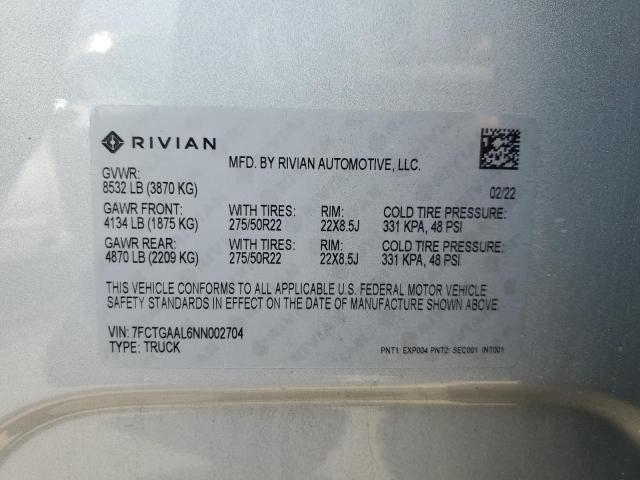 RIVIAN
MFD. BY RIVIAN AUTOMOTIVE, LLC.
GVWR:
8532 LB (3870 KG) 02/22
GAWR FRONT: WITH TIRES: RIM: COLD TIRE PRESSURE:
4134 LB (1875 KG) 275/50R22 22X8.5J 331 KPA, 48 PSI
GAWR REAR: WITH TIRES: RIM: COLD TIRE PRESSURE:
4870 LB (2209 KG) 275/50R22 22X8.5J 331 KPA, 48 PSI
THIS VEHICLE CONFORMS TO ALL APPLICABLE U.S. FEDERAL MOTOR VEHICLE
SAFETY STANDARDS IN EFFECT ON THE DATE OF MANUFACTURE SHOWN ABOVE.
VIN: 7FCTGAAL6NN002704
TYPE: TRUCK PNT1: EXP004 PNT2: SEC001 INT001